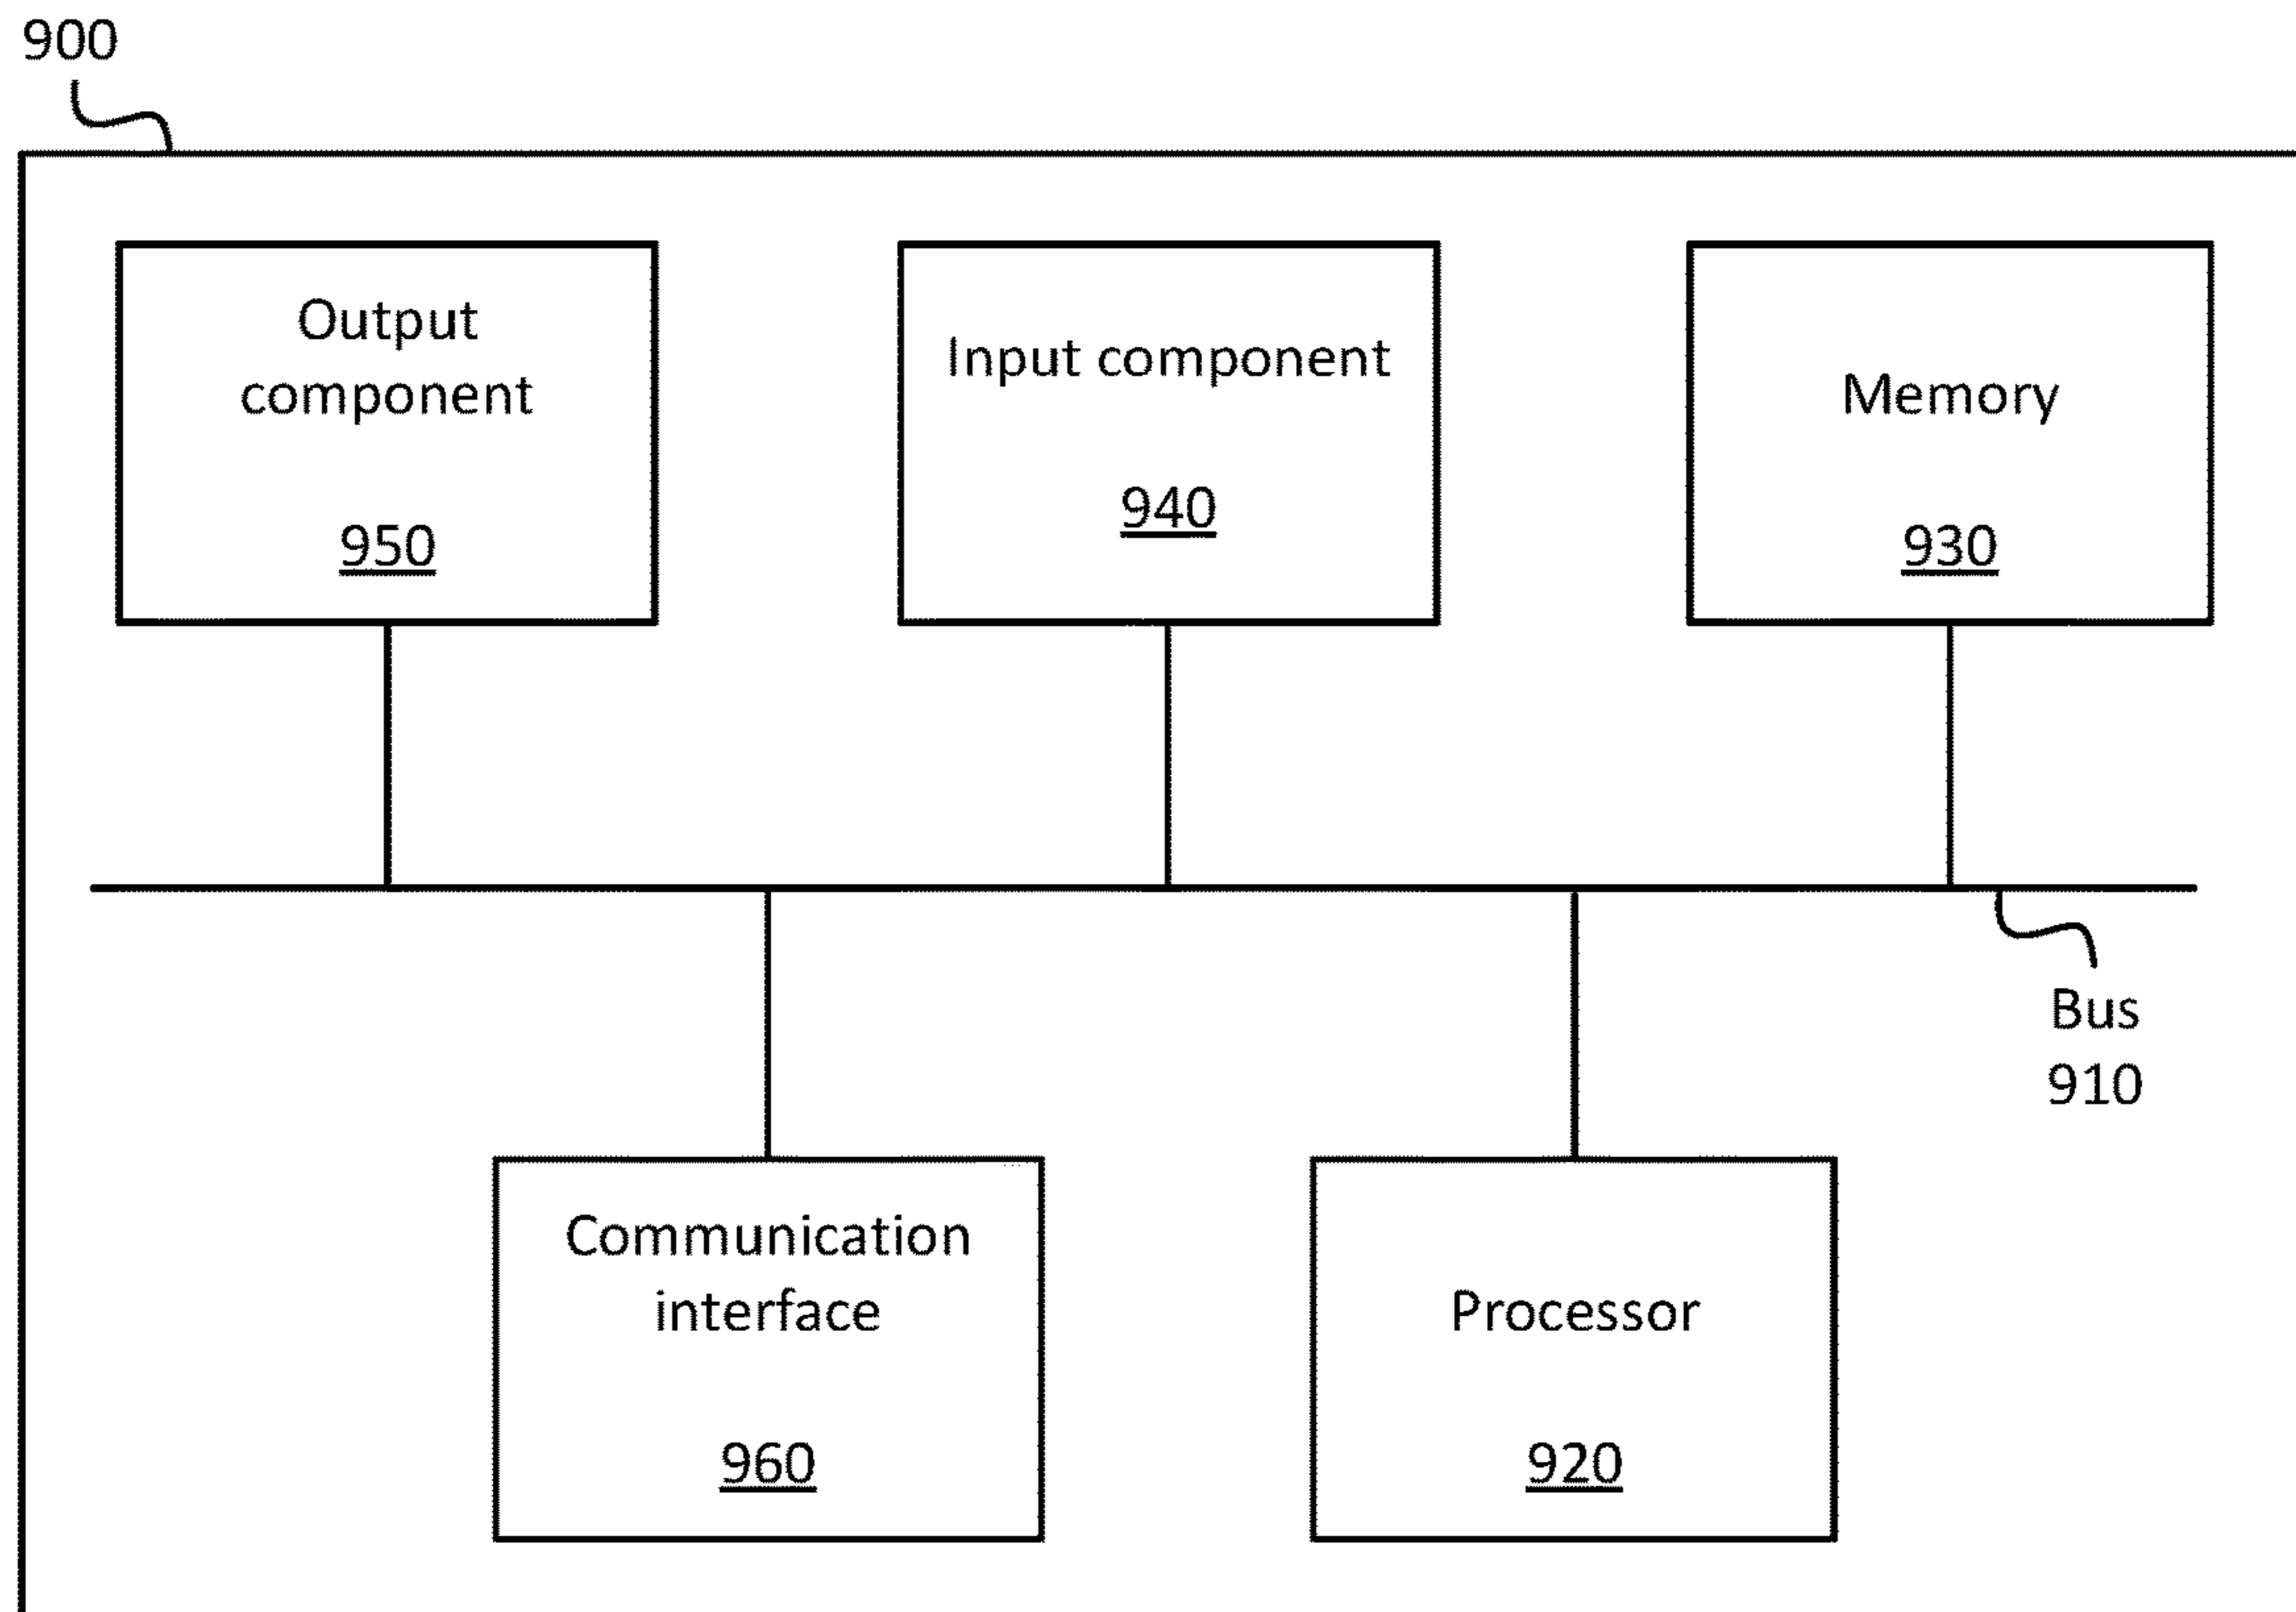 900
Output
component
950
Input component
940
Memory
930
Bus
910
Communication
interface
960
Processor
920